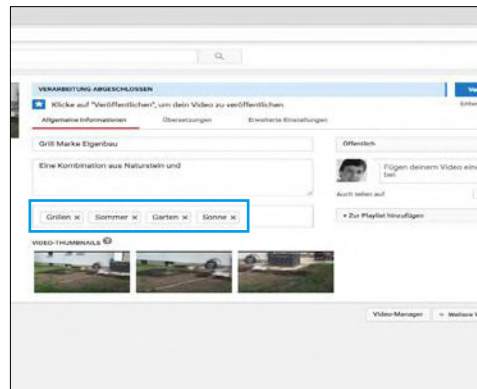 VERARBEITUNG ABGESCHLOSSEN
Klicke auf "Veröffentlichen", um dein Video zu veröffentlichen
Allgemeine Informationen Übersetzungen Erweiterte Einstellungen
Grill Marke Eigenbau
Öffentlich
Eine Kombination aus Naturstein und
Fügen deinem Video ein
bei
Auch teilen auf
Grillen × Sommer × Garten × Sonne ×
+ Zur Playlist hinzufügen
VIDEO-THUMBNAILS ?
Video-Manager + Weitere V